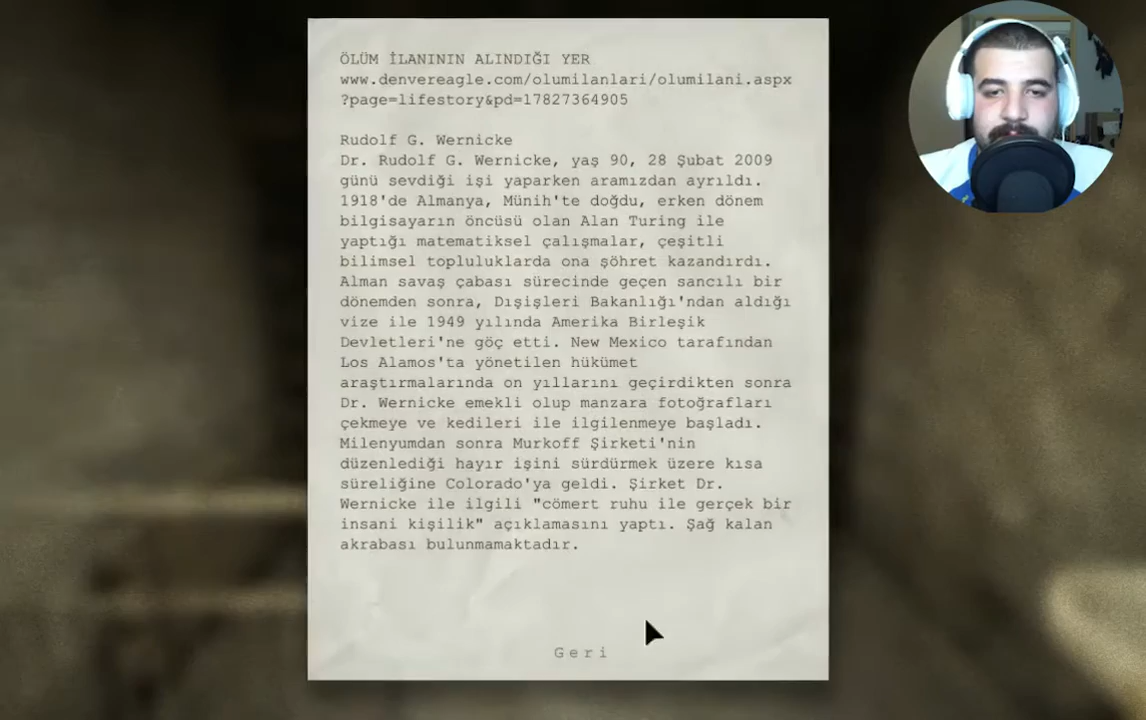 ÖLÜM İLANININ ALINDIĞI YER
www.denvereagle.com/olumilanlari/olumilani.aspx
?page=lifestory&pd=17827364905
Rudolf G. Wernicke
Dr. Rudolf G. Wernicke, yaş 90, 28 Şubat 2009
günü sevdiği işi yaparken aramızdan ayrıldı.
1918'de Almanya, Münih'te doğdu, erken dönem
bilgisayarın öncüsü olan Alan Turing ile
yaptığı matematiksel çalışmalar, çeşitli
bilimsel topluluklarda ona şöhret kazandırdı.
Alman savaş çabası sürecinde geçen sancılı bir
dönemden sonra, Dışişleri Bakanlığı'ndan aldığı
vize ile 1949 yılında Amerika Birleşik
Devletleri'ne göç etti. New Mexico tarafından
Los Alamos'ta yönetilen hükümet
araştırmalarında on yıllarını geçirdikten sonra
Dr. Wernicke emekli olup manzara fotoğrafları
çekmeye ve kedileri ile ilgilenmeye başladı.
Milenyumdan sonra Murkoff Şirketi'nin
düzenlediği hayır işini sürdürmek üzere kısa
süreliğine Colorado'ya geldi. Şirket Dr.
Wernicke ile ilgili "cömert ruhu ile gerçek bir
insani kişilik" açıklamasını yaptı. Şağ kalan
akrabası bulunmamaktadır.
Geri